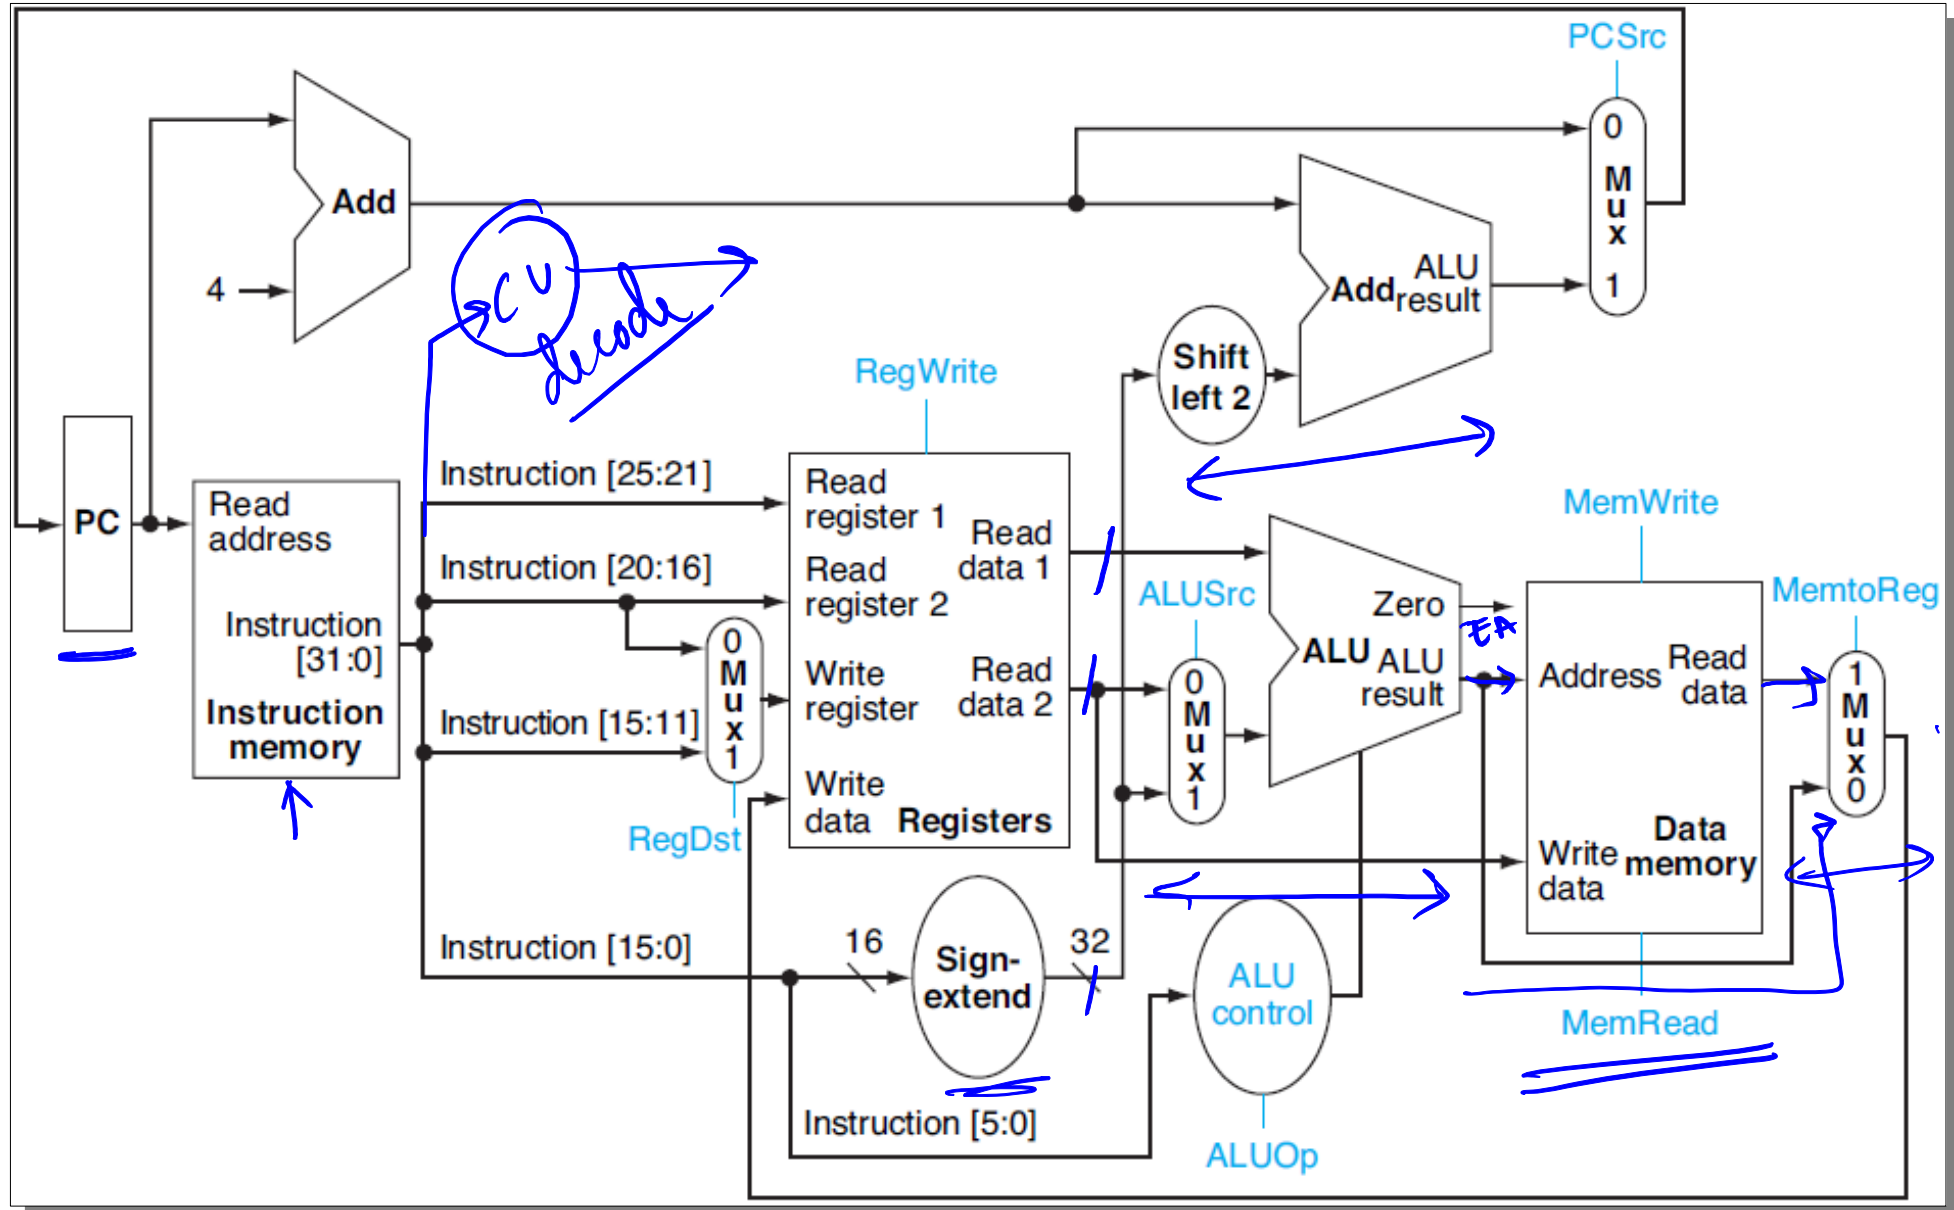 PCSrc
0
M
u
x
1
Add
4
CU
decode
Add
ALU
result
Shift
left 2
RegWrite
PC
Read
address
Instruction
[31:0]
Instruction
memory
Instruction [25:21]
Instruction [20:16]
Instruction [15:11]
Instruction [15:0]
Instruction [5:0]
0
M
u
x
1
RegDst
Read
register 1
Read
register 2
Write
register
Write
data
Read
data 1
Read
data 2
Registers
16
Sign-
extend
32
ALUSrc
0
M
u
x
1
Zero
ALU
ALU
result
EA
ALU
control
ALUOp
MemWrite
Address
Read
data
Write
data
Data
memory
MemRead
MemtoReg
1
M
u
x
0